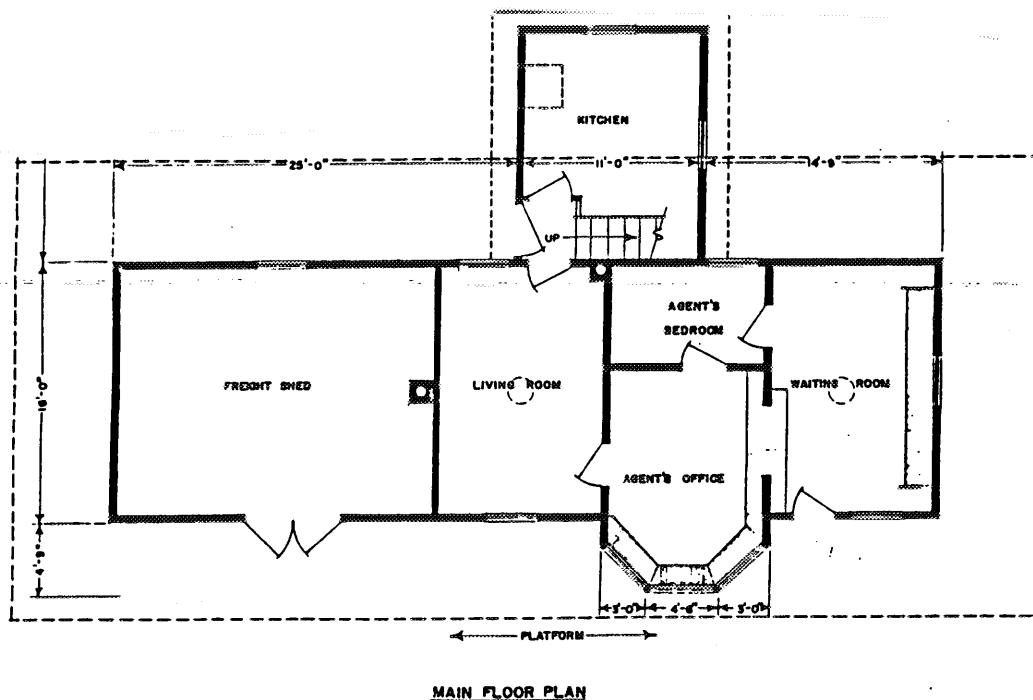 KITCHEN
25'-0"
11'-0"
14'-9"
UP
AGENT'S
BEDROOM
FREIGHT SHED
LIVING ROOM
WAITING ROOM
16'-0"
AGENT'S OFFICE
4'-9"
3'-0"
4'-6"
3'-0"
PLATFORM
MAIN FLOOR PLAN